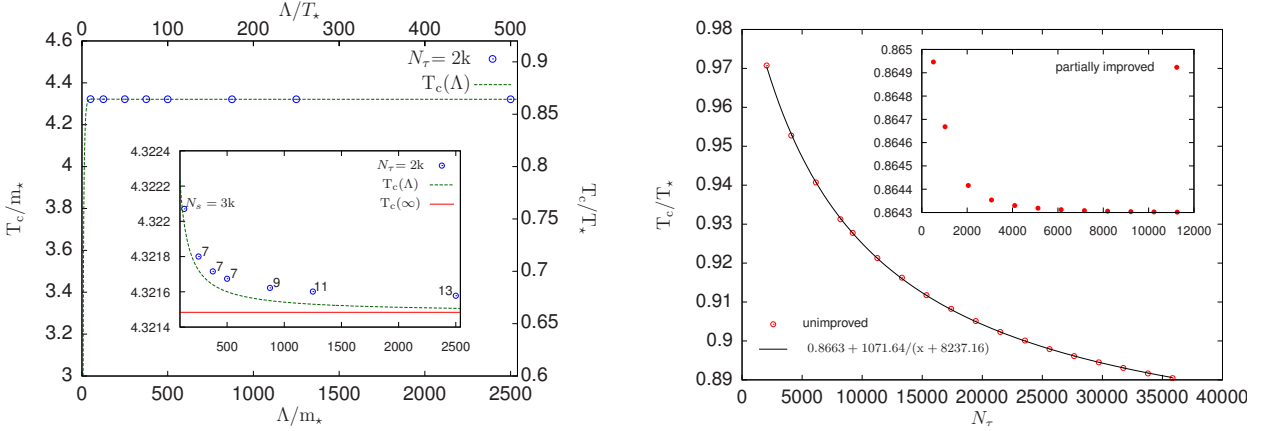 Λ/T⋆
0 100 200 300 400 500
4.6
4.4
4.2
4
3.8
3.6
3.4
3.2
3
T_c/m⋆
0.9
0.85
0.8
0.75
0.7
0.65
0.6
T_c/T⋆
N_τ = 2k
T_c(Λ)
4.3224
4.3222
4.322
4.3218
4.3216
4.3214
N_τ = 2k
T_c(Λ)
T_c(∞)
N_s = 3k
7
7
7
9
11
13
500 1000 1500 2000 2500
0 500 1000 1500 2000 2500
Λ/m⋆
0.98
0.97
0.96
0.95
0.94
0.93
0.92
0.91
0.9
0.89
T_c/T⋆
0.865
0.8649
0.8647
0.8645
0.8644
0.8643
partially improved
0 2000 4000 6000 8000 10000 12000
unimproved
0.8663 + 1071.64/(x + 8237.16)
0 5000 10000 15000 20000 25000 30000 35000 40000
N_τ